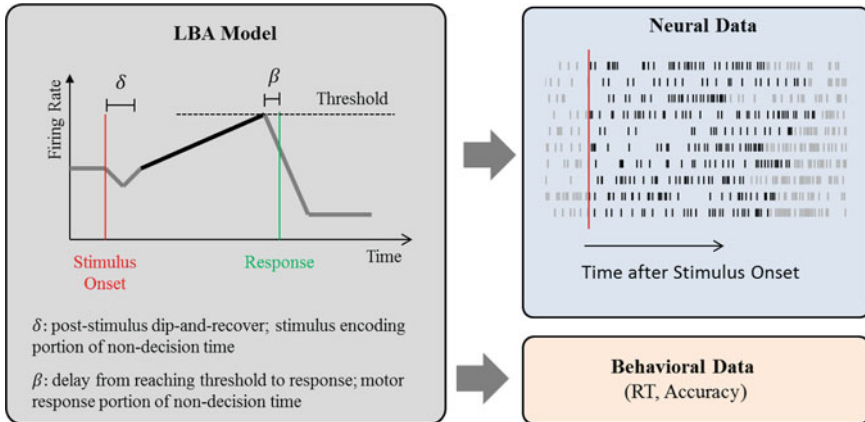 LBA Model
δ
β
Threshold
Firing Rate
Time
Stimulus
Onset
Response
δ: post-stimulus dip-and-recover; stimulus encoding
portion of non-decision time
β: delay from reaching threshold to response; motor
response portion of non-decision time
Neural Data
Time after Stimulus Onset
Behavioral Data
(RT, Accuracy)